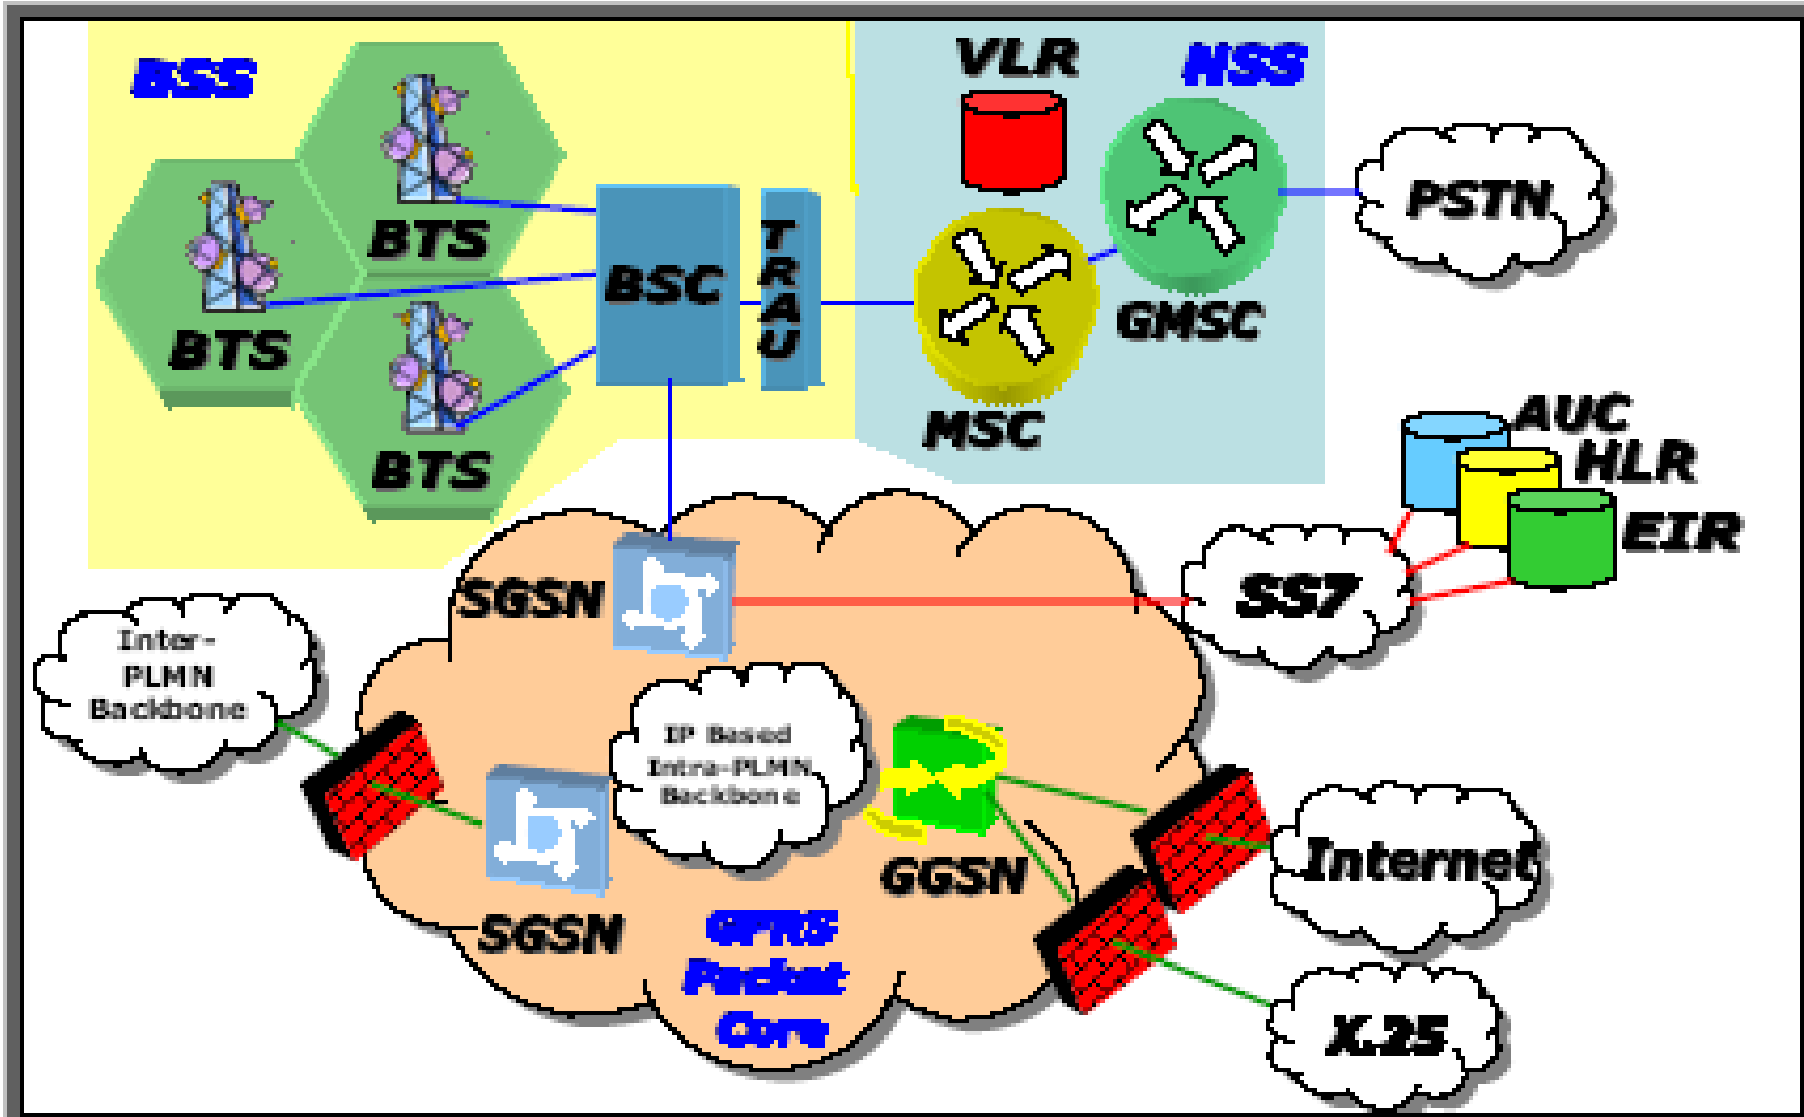 BSS
VLR
NSS
BTS
BTS
BTS
BSC
TRAU
MSC
GMSC
PSTN
AUC
HLR
EIR
SS7
SGSN
Inter-
PLMN
Backbone
IP Based
Intra-PLMN
Backbone
SGSN
GGSN
GPRS
Packet
Core
Internet
X.25